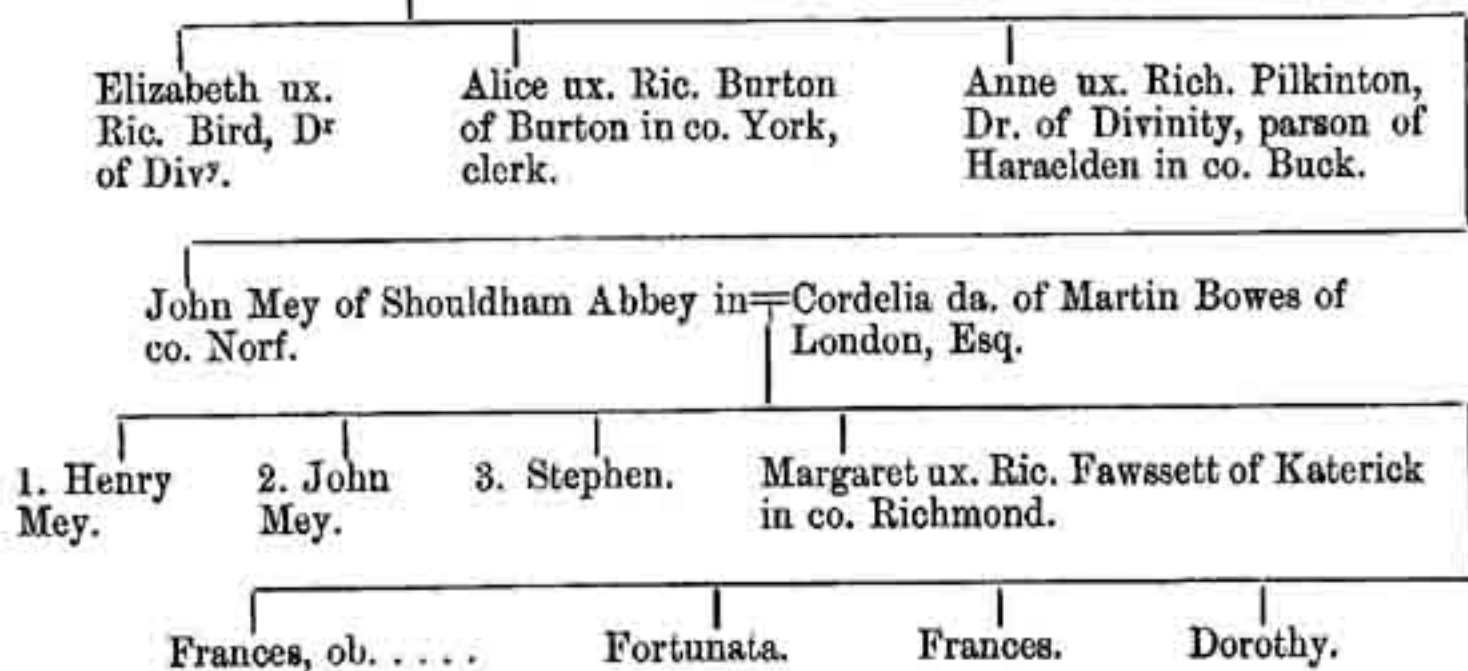 Elizabeth ux.
Ric. Bird, Dʳ
of Divʸ.
Alice ux. Ric. Burton
of Burton in co. York,
clerk.
Anne ux. Rich. Pilkinton,
Dr. of Divinity, parson of
Haraelden in co. Buck.
John Mey of Shouldham Abbey in
co. Norf.
Cordelia da. of Martin Bowes of
London, Esq.
1. Henry
Mey.
2. John
Mey.
3. Stephen.
Margaret ux. Ric. Fawssett of Katerick
in co. Richmond.
Frances, ob. . . . . .
Fortunata.
Frances.
Dorothy.